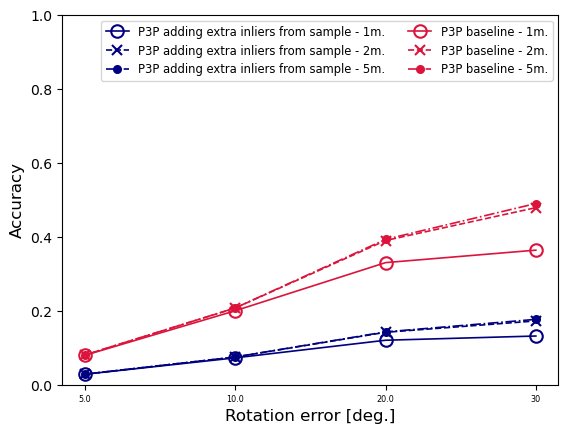 1.0
0.8
0.6
0.4
0.2
0.0
Accuracy
P3P adding extra inliers from sample - 1m.
P3P adding extra inliers from sample - 2m.
P3P adding extra inliers from sample - 5m.
P3P baseline - 1m.
P3P baseline - 2m.
P3P baseline - 5m.
5.0
10.0
20.0
30
Rotation error [deg.]